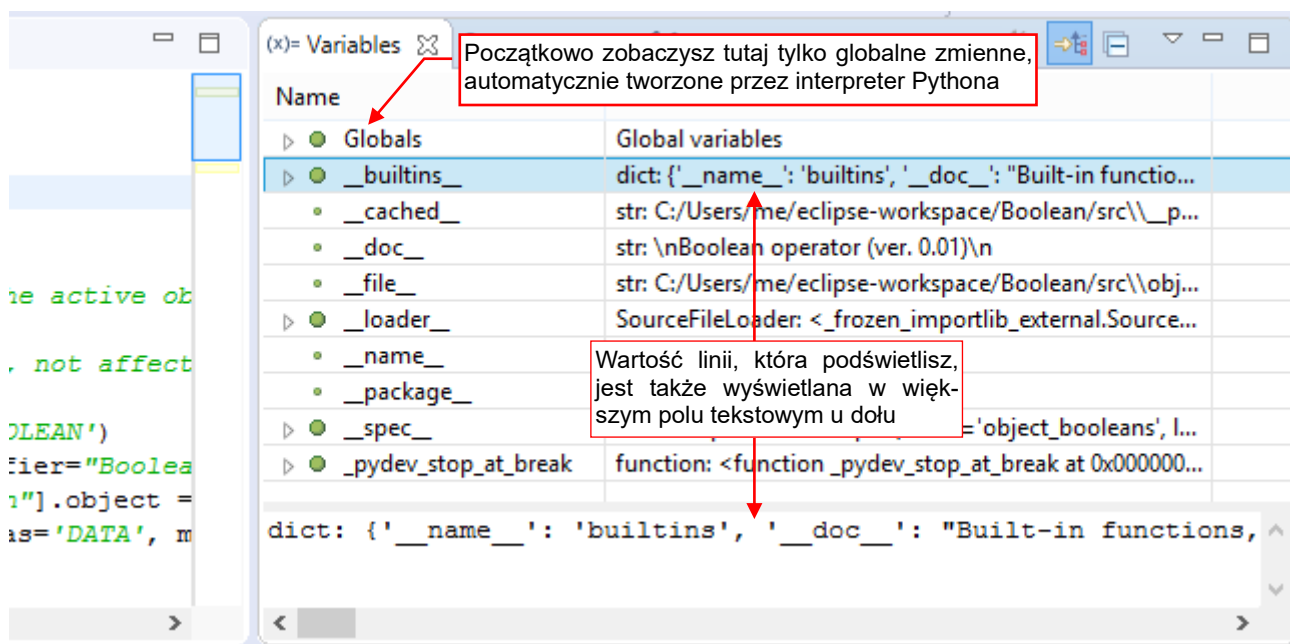 (x)= Variables
Początkowo zobaczysz tutaj tylko globalne zmienne,
automatycznie tworzone przez interpreter Pythona
Name
Globals Global variables
__builtins__ dict: {'__name__': 'builtins', '__doc__': "Built-in functio...
__cached__ str: C:/Users/me/eclipse-workspace/Boolean/src\\__p...
__doc__ str: \nBoolean operator (ver. 0.01)\n
__file__ str: C:/Users/me/eclipse-workspace/Boolean/src\\obj...
__loader__ SourceFileLoader: <_frozen_importlib_external.Source...
__name__
__package__
__spec__ ='object_booleans', l...
_pydev_stop_at_break function: <function _pydev_stop_at_break at 0x000000...
Wartość linii, która podświetlisz,
jest także wyświetlana w więk-
szym polu tekstowym u dołu
dict: {'__name__': 'builtins', '__doc__': "Built-in functions,
he active ob
, not affect
OLEAN')
fier="Boolea
n"].object =
as='DATA', m